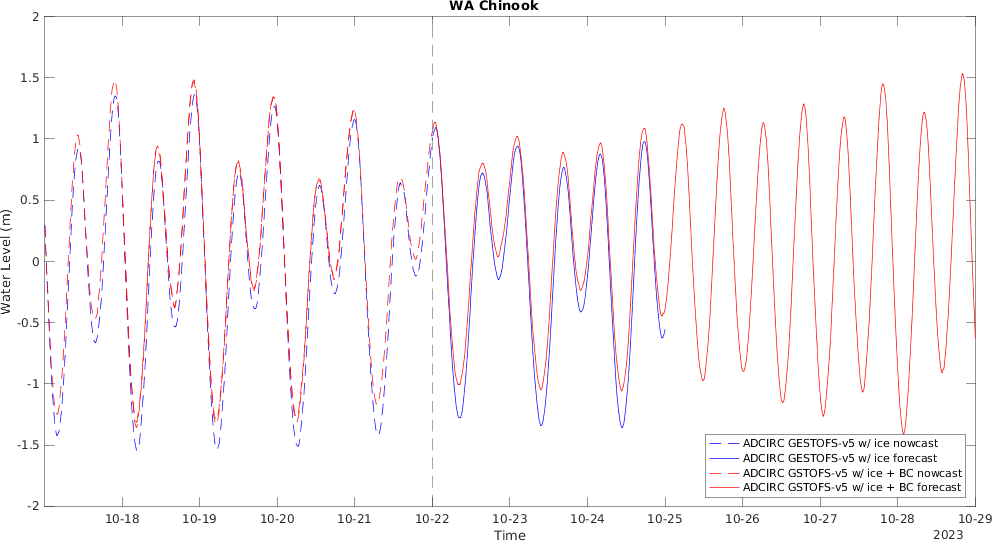 WA Chinook
2
1.5
1
0.5
0
-0.5
-1
-1.5
-2
Water Level (m)
10-18 10-19 10-20 10-21 10-22 10-23 10-24 10-25 10-26 10-27 10-28 10-29
Time
2023
ADCIRC GESTOFS-v5 w/ ice nowcast
ADCIRC GESTOFS-v5 w/ ice forecast
ADCIRC GSTOFS-v5 w/ ice + BC nowcast
ADCIRC GSTOFS-v5 w/ ice + BC forecast